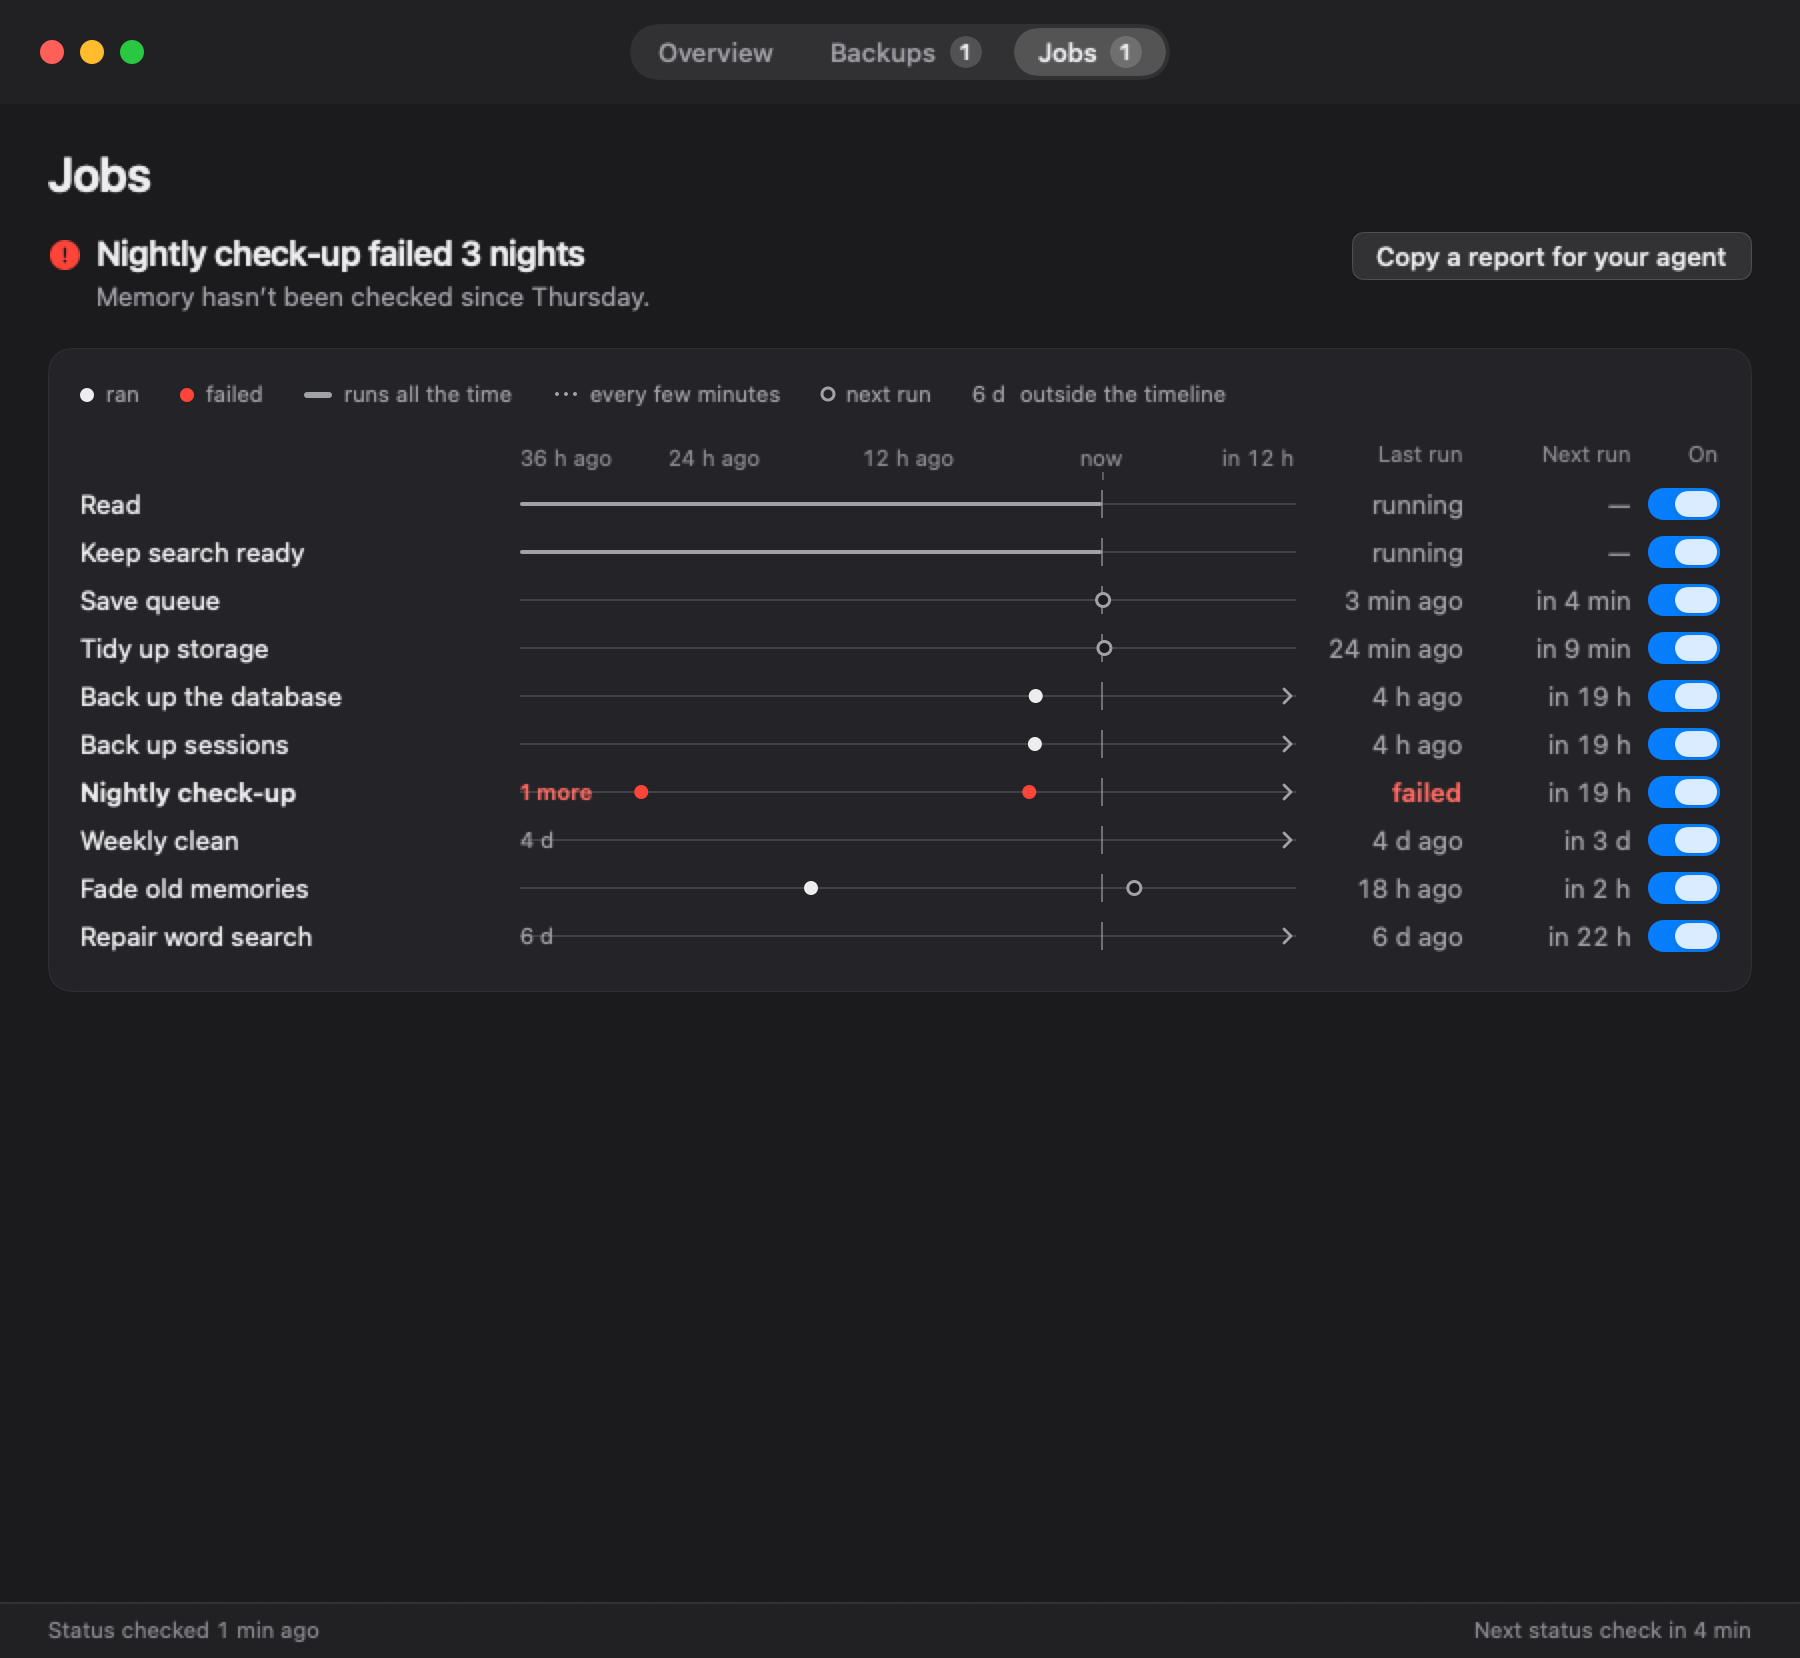 Overview Backups 1 Jobs 1
Jobs
Nightly check-up failed 3 nights
Copy a report for your agent
Memory hasn’t been checked since Thursday.
ran failed runs all the time every few minutes next run 6 d outside the timeline
36 h ago 24 h ago 12 h ago now in 12 h Last run Next run On
Read running —
Keep search ready running —
Save queue 3 min ago in 4 min
Tidy up storage 24 min ago in 9 min
Back up the database 4 h ago in 19 h
Back up sessions 4 h ago in 19 h
Nightly check-up 1 more failed in 19 h
Weekly clean 4 d 4 d ago in 3 d
Fade old memories 18 h ago in 2 h
Repair word search 6 d 6 d ago in 22 h
Status checked 1 min ago Next status check in 4 min